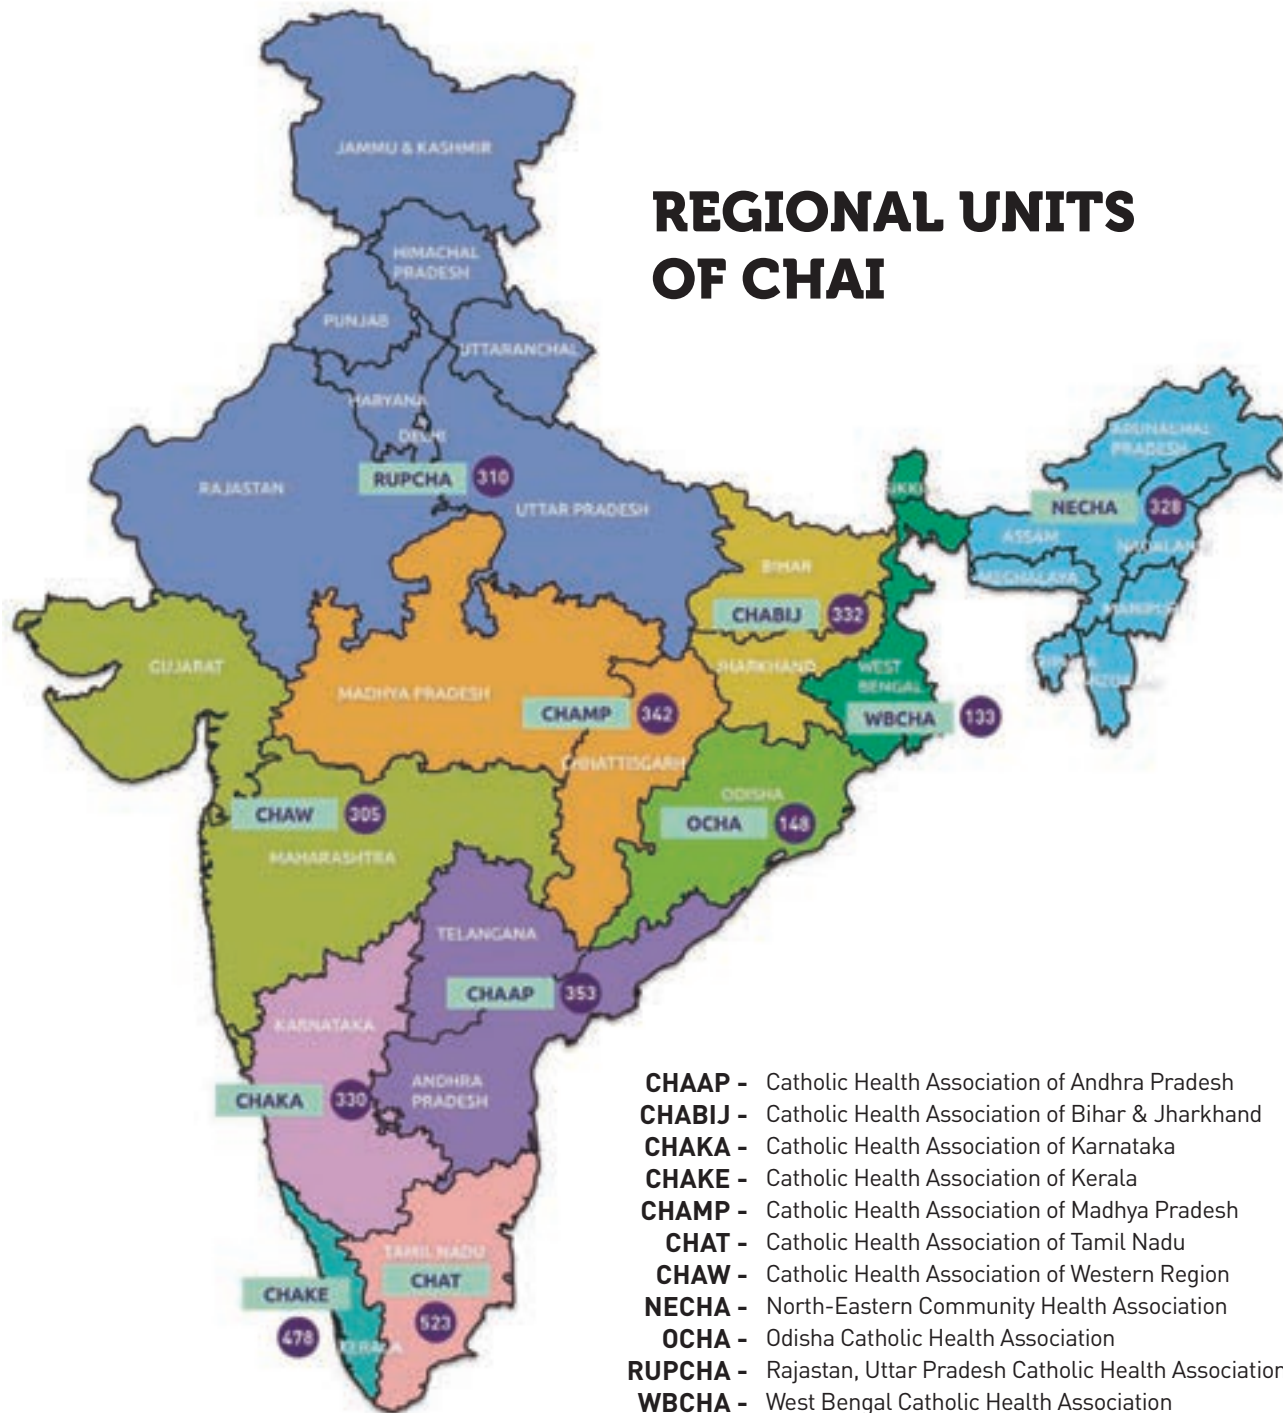 REGIONAL UNITS
OF CHAI
JAMMU & KASHMIR
HIMACHAL
PRADESH
PUNJAB
UTTARANCHAL
HARYANA
DELHI
RAJASTAN
RUPCHA 310
UTTAR PRADESH
PRADESH
NECHA 328
ASSAM
MEGHALAYA
MANIPUR
BIHAR
CHABIJ 332
JHARKHAND
WEST
BENGAL
WBCHA 133
GUJARAT
MADHYA PRADESH
CHAMP 342
CHHATTISGARH
ODISHA
OCHA 148
CHAW 305
MAHARASHTRA
TELANGANA
CHAAP 353
KARNATAKA
CHAKA 330
ANDHRA
PRADESH
TAMIL NADU
CHAT
523
CHAKE
478
KERALA
CHAAP - Catholic Health Association of Andhra Pradesh
CHABIJ - Catholic Health Association of Bihar & Jharkhand
CHAKA - Catholic Health Association of Karnataka
CHAKE - Catholic Health Association of Kerala
CHAMP - Catholic Health Association of Madhya Pradesh
CHAT - Catholic Health Association of Tamil Nadu
CHAW - Catholic Health Association of Western Region
NECHA - North-Eastern Community Health Association
OCHA - Odisha Catholic Health Association
RUPCHA - Rajastan, Uttar Pradesh Catholic Health Association
WBCHA - West Bengal Catholic Health Association